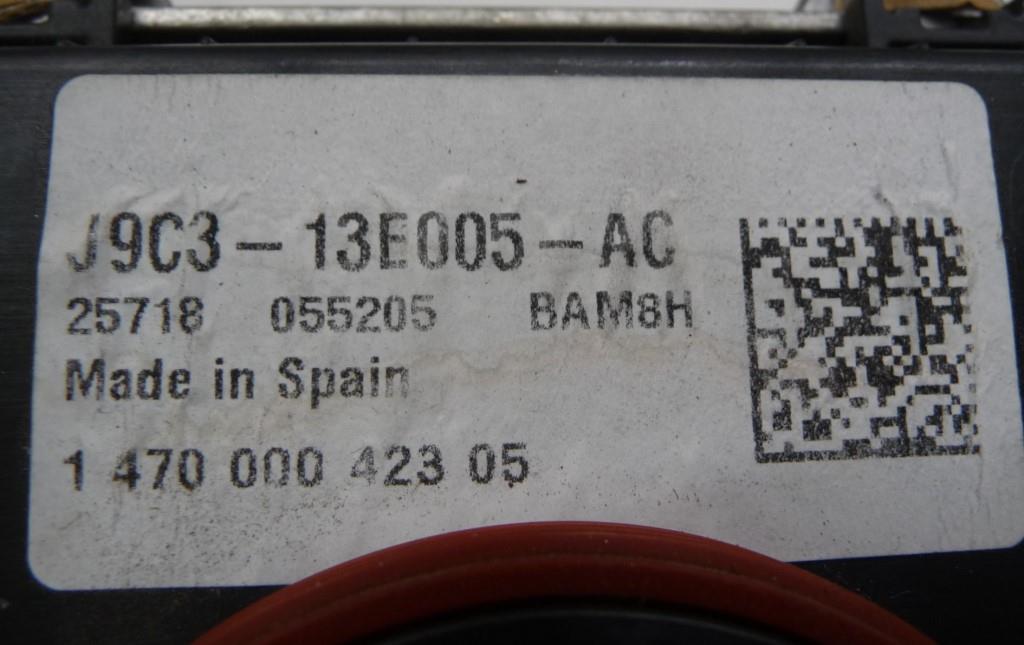 J9C3-13E005-AC
25718 055205 BAM8H
Made in Spain
1 470 000 423 05